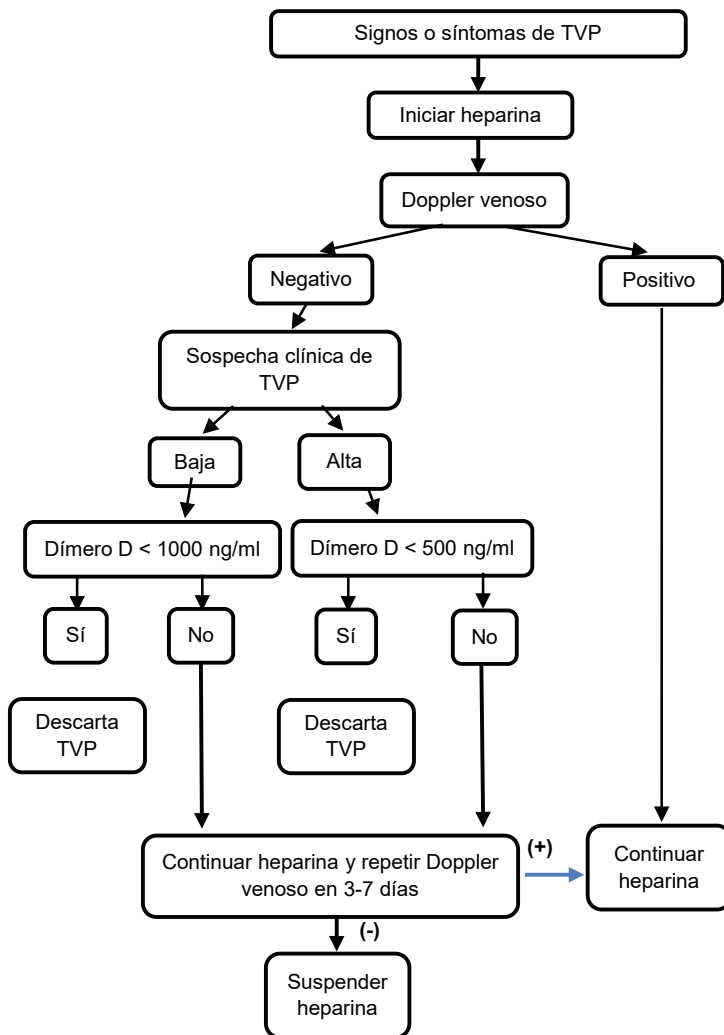 Signos o síntomas de TVP
Iniciar heparina
Doppler venoso
Negativo
Positivo
Sospecha clínica de
TVP
Baja
Alta
Dímero D < 1000 ng/ml
Dímero D < 500 ng/ml
Sí
No
Sí
No
Descarta
TVP
Descarta
TVP
Continuar heparina y repetir Doppler
venoso en 3-7 días
(+)
Continuar
heparina
(-)
Suspender
heparina